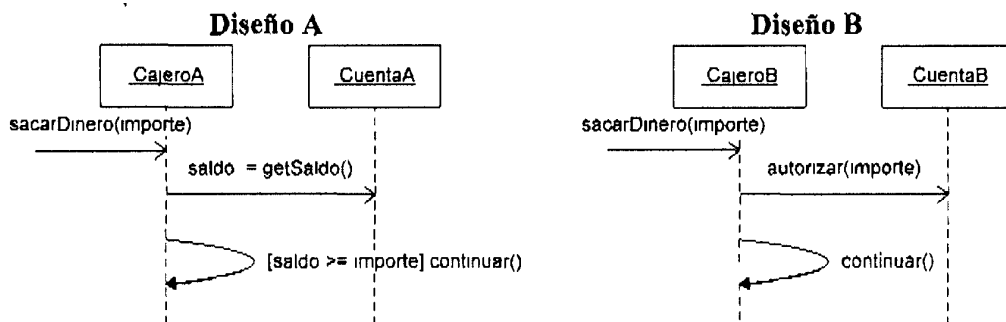 Diseño A
CajeroA
CuentaA
sacarDinero(importe)
saldo = getSaldo()
[saldo >= importe] continuar()
Diseño B
CajeroB
CuentaB
sacarDinero(importe)
autorizar(importe)
continuar()